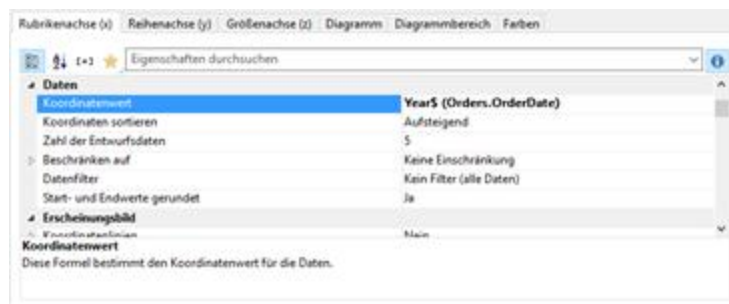 Rubrikenachse (x) Reihenachse (y) Größenachse (z) Diagramm Diagrammbereich Farben
Eigenschaften durchsuchen
Daten
Koordinatenwert Year$ (Orders.OrderDate)
Koordinaten sortieren Aufsteigend
Zahl der Entwurfsdaten 5
Beschränken auf Keine Einschränkung
Datenfilter Kein Filter (alle Daten)
Start- und Endwerte gerundet Ja
Erscheinungsbild
Koordinatenlinien Nein
Koordinatenwert
Diese Formel bestimmt den Koordinatenwert für die Daten.